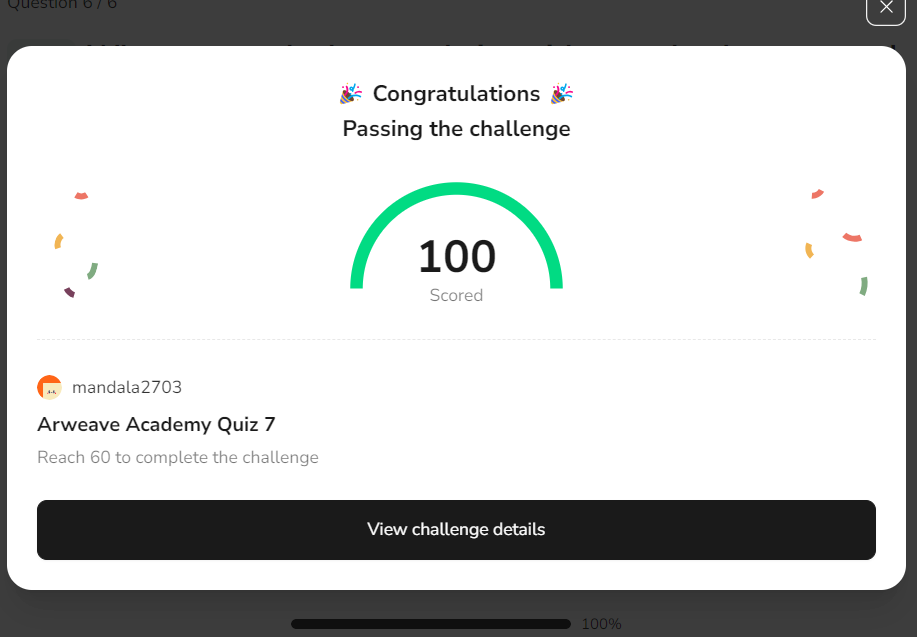 Question 6 / 6
Congratulations
Passing the challenge
100
Scored
mandala2703
Arweave Academy Quiz 7
Reach 60 to complete the challenge
View challenge details
100%